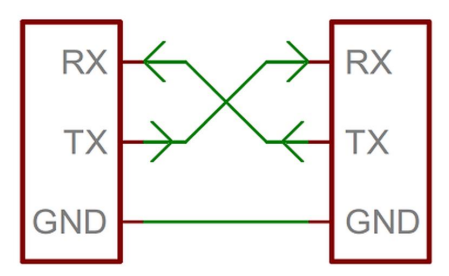 RX RX
TX TX
GND GND